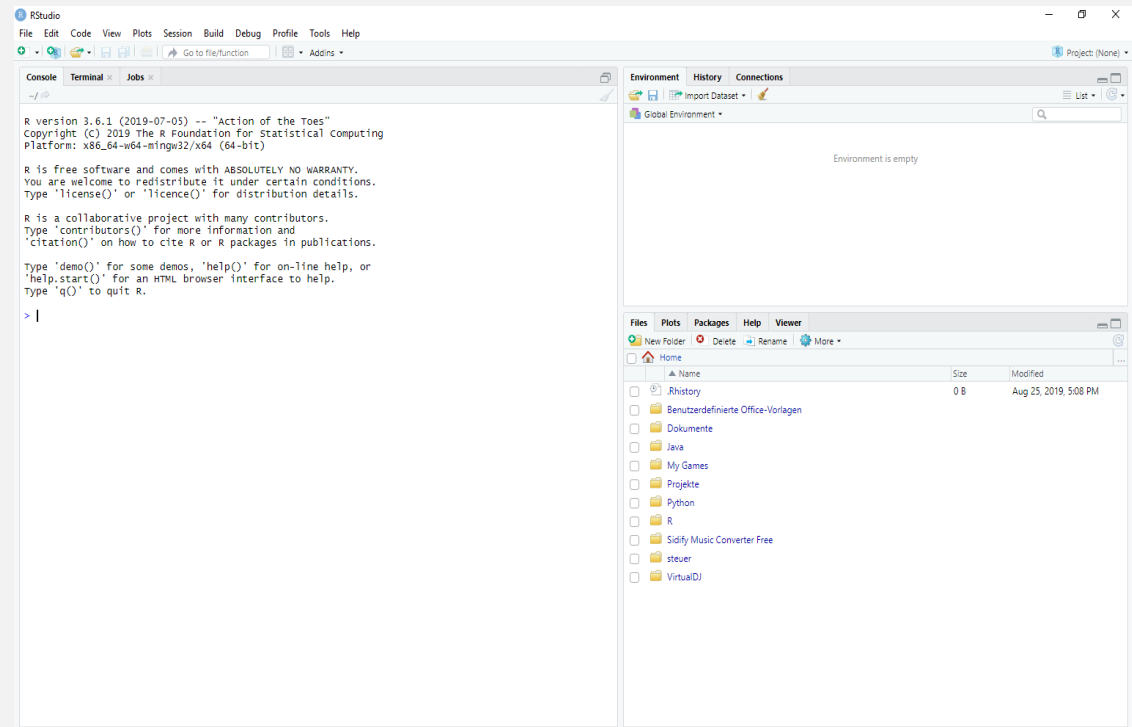 RStudio
File Edit Code View Plots Session Build Debug Profile Tools Help
Go to file/function Addins Project: (None)
Console Terminal Jobs
~/
R version 3.6.1 (2019-07-05) -- "Action of the Toes"
Copyright (C) 2019 The R Foundation for Statistical Computing
Platform: x86_64-w64-mingw32/x64 (64-bit)
R is free software and comes with ABSOLUTELY NO WARRANTY.
You are welcome to redistribute it under certain conditions.
Type 'license()' or 'licence()' for distribution details.
R is a collaborative project with many contributors.
Type 'contributors()' for more information and
'citation()' on how to cite R or R packages in publications.
Type 'demo()' for some demos, 'help()' for on-line help, or
'help.start()' for an HTML browser interface to help.
Type 'q()' to quit R.
>
Environment History Connections
Import Dataset List
Global Environment
Environment is empty
Files Plots Packages Help Viewer
New Folder Delete Rename More
Home ...
Name Size Modified
.Rhistory 0 B Aug 25, 2019, 5:08 PM
Benutzerdefinierte Office-Vorlagen
Dokumente
Java
My Games
Projekte
Python
R
Sidify Music Converter Free
steuer
VirtualDJ